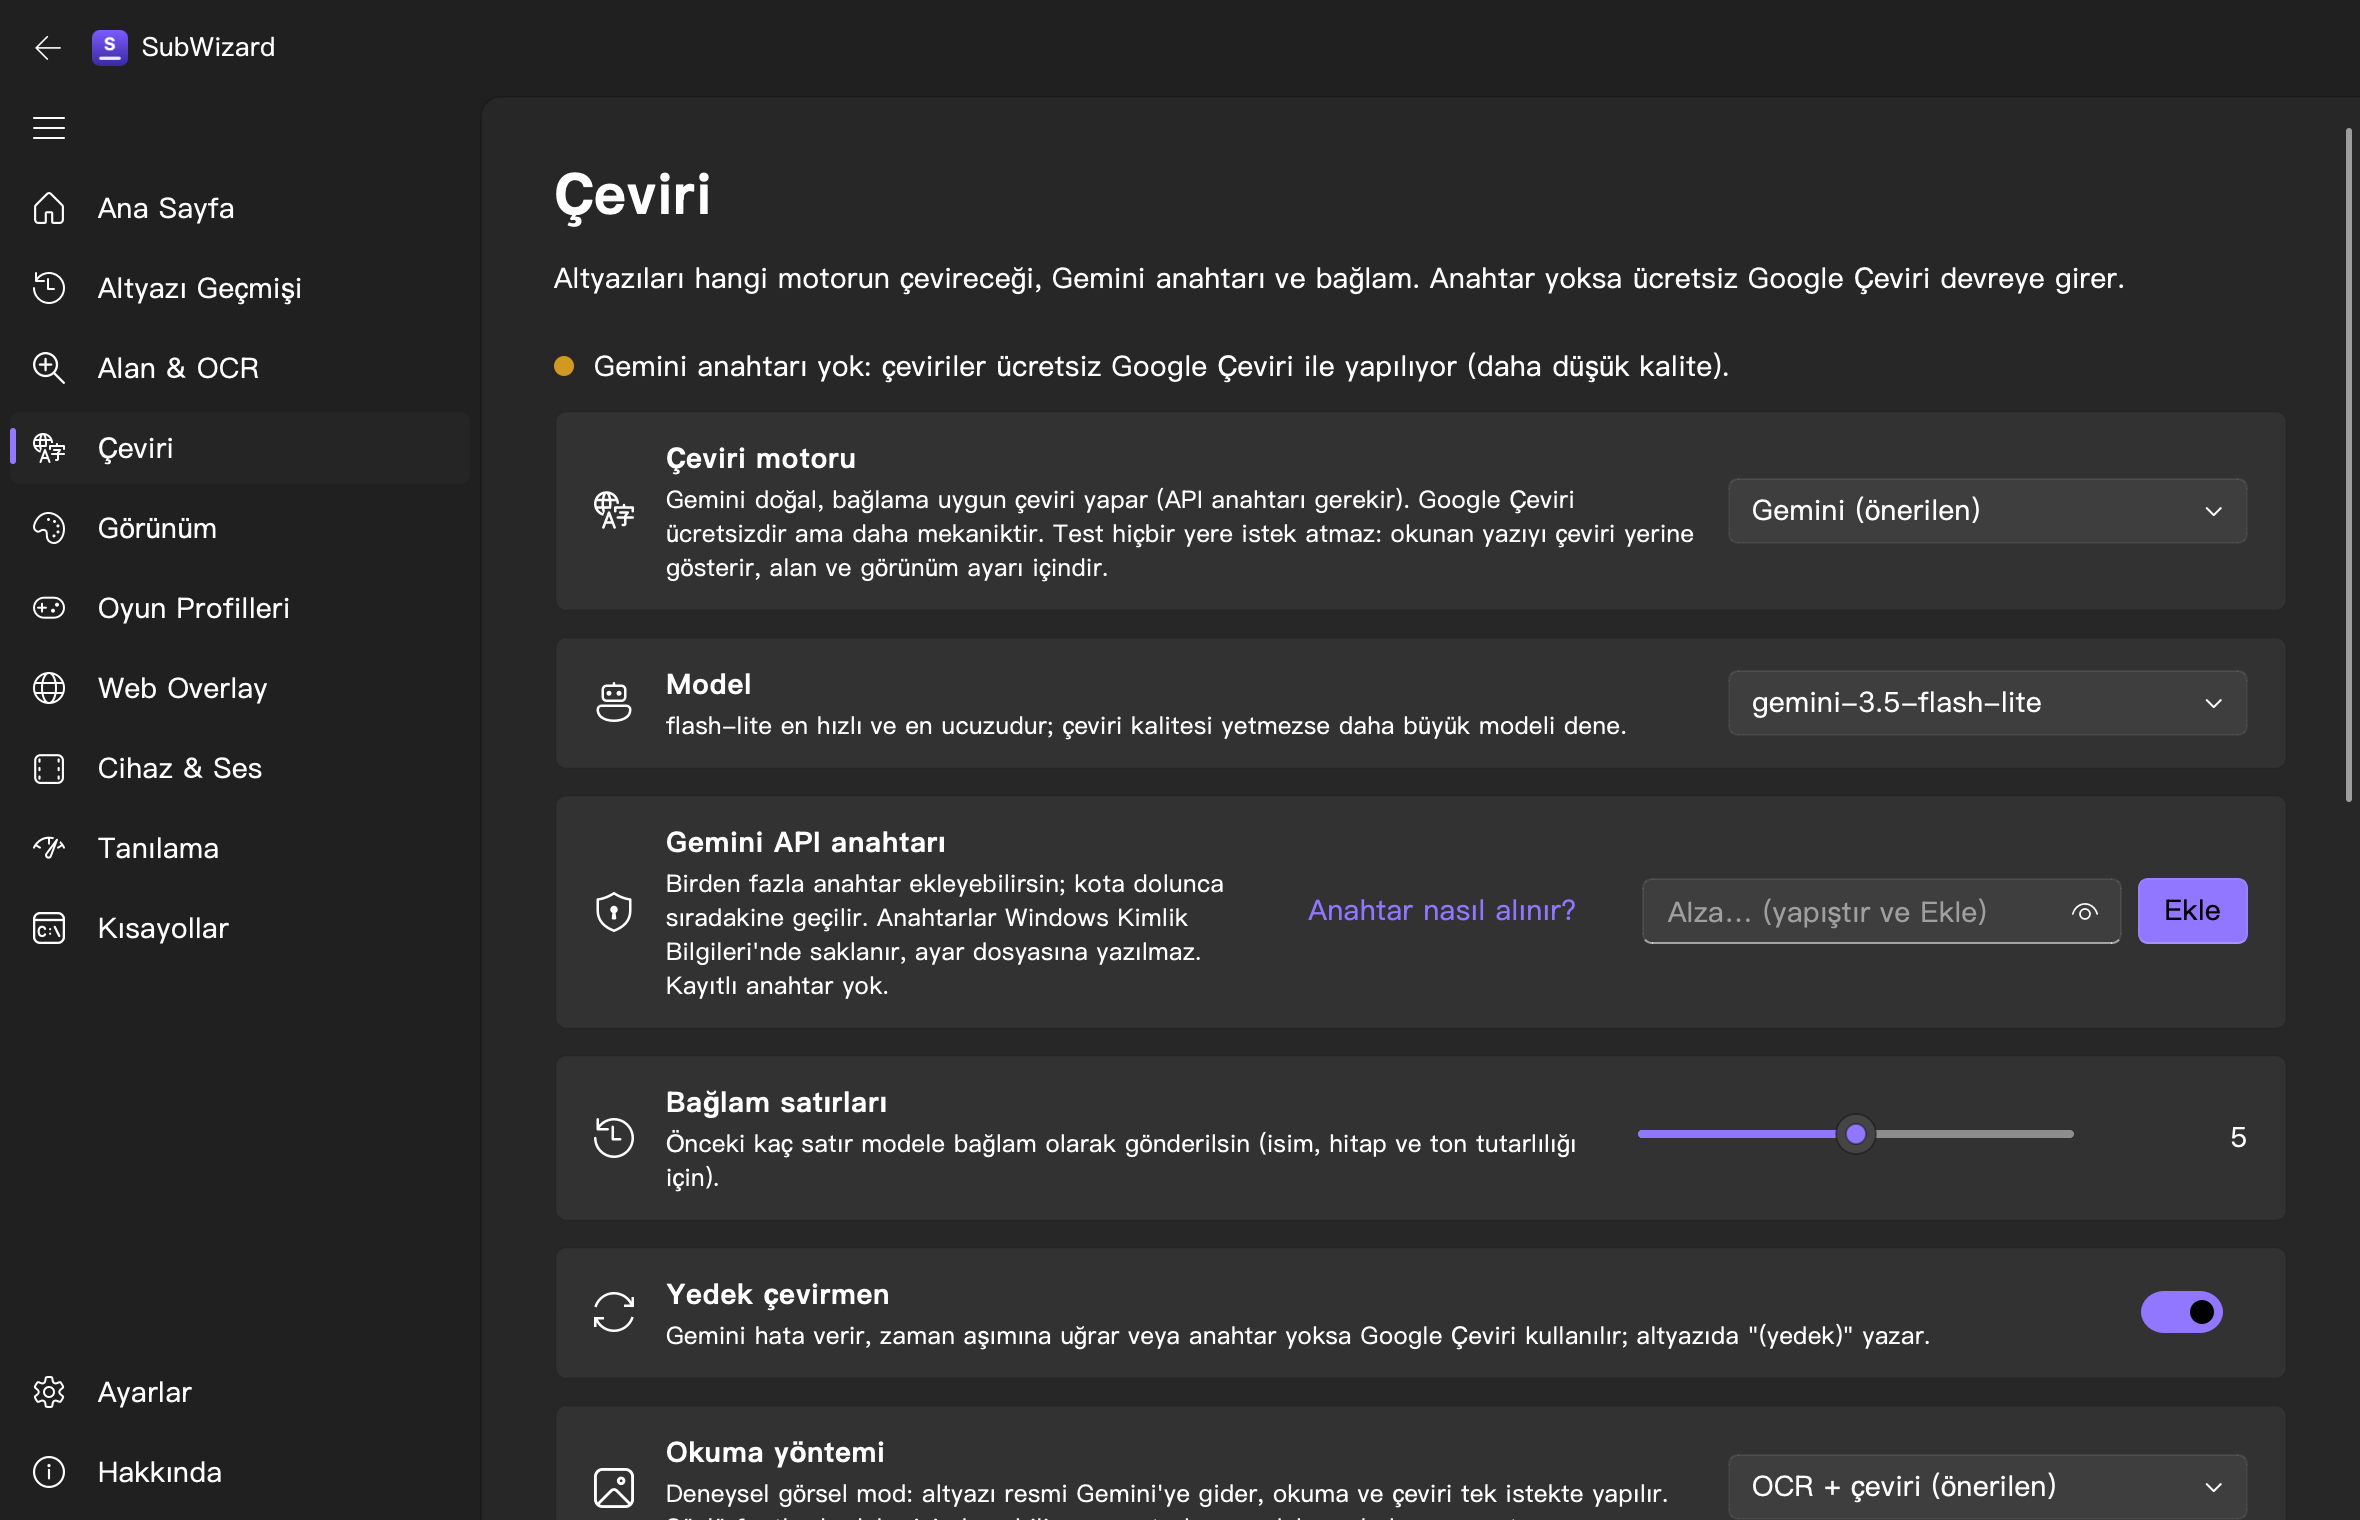 S
SubWizard
Ana Sayfa
Altyazı Geçmişi
Alan & OCR
Çeviri
Görünüm
Oyun Profilleri
Web Overlay
Cihaz & Ses
Tanılama
Kısayollar
Ayarlar
Hakkında
Çeviri
Altyazıları hangi motorun çevireceği, Gemini anahtarı ve bağlam. Anahtar yoksa ücretsiz Google Çeviri devreye girer.
Gemini anahtarı yok: çeviriler ücretsiz Google Çeviri ile yapılıyor (daha düşük kalite).
Çeviri motoru
Gemini doğal, bağlama uygun çeviri yapar (API anahtarı gerekir). Google Çeviri
ücretsizdir ama daha mekaniktir. Test hiçbir yere istek atmaz: okunan yazıyı çeviri yerine
gösterir, alan ve görünüm ayarı içindir.
Gemini (önerilen)
Model
flash-lite en hızlı ve en ucuzudur; çeviri kalitesi yetmezse daha büyük modeli dene.
gemini-3.5-flash-lite
Gemini API anahtarı
Birden fazla anahtar ekleyebilirsin; kota dolunca
sıradakine geçilir. Anahtarlar Windows Kimlik
Bilgileri'nde saklanır, ayar dosyasına yazılmaz.
Kayıtlı anahtar yok.
Anahtar nasıl alınır?
Alza... (yapıştır ve Ekle)
Ekle
Bağlam satırları
Önceki kaç satır modele bağlam olarak gönderilsin (isim, hitap ve ton tutarlılığı
için).
5
Yedek çevirmen
Gemini hata verir, zaman aşımına uğrar veya anahtar yoksa Google Çeviri kullanılır; altyazıda "(yedek)" yazar.
Okuma yöntemi
Deneysel görsel mod: altyazı resmi Gemini'ye gider, okuma ve çeviri tek istekte yapılır.
OCR + çeviri (önerilen)